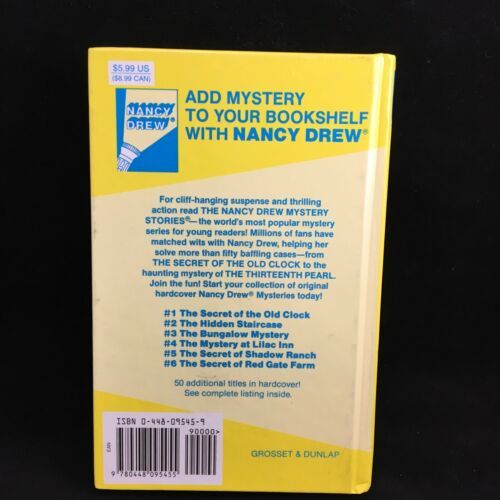 $5.99 US
($8.99 CAN)
NANCY
DREW®
ADD MYSTERY
TO YOUR BOOKSHELF
WITH NANCY DREW®
For cliff-hanging suspense and thrilling
action read THE NANCY DREW MYSTERY
STORIES®—the world's most popular mystery
series for young readers! Millions of fans have
matched wits with Nancy Drew, helping her
solve more than fifty baffling cases—from
THE SECRET OF THE OLD CLOCK to the
haunting mystery of THE THIRTEENTH PEARL.
Join the fun! Start your collection of original
hardcover Nancy Drew® Mysteries today!
#1 The Secret of the Old Clock
#2 The Hidden Staircase
#3 The Bungalow Mystery
#4 The Mystery at Lilac Inn
#5 The Secret of Shadow Ranch
#6 The Secret of Red Gate Farm
50 additional titles in hardcover!
See complete listing inside.
ISBN 0-448-09545-9
90000>
EAN
9 780448 095455
GROSSET & DUNLAP